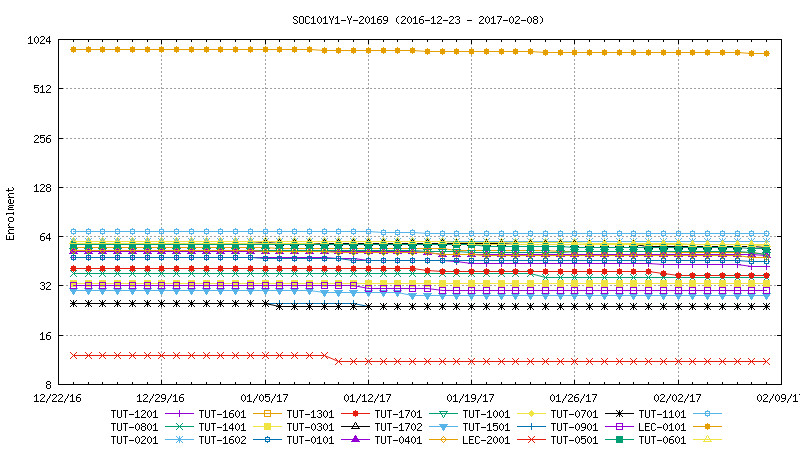 SOC101Y1-Y-20169 (2016-12-23 - 2017-02-08)
1024
512
256
128
64
32
16
8
Enrolment
12/22/16 12/29/16 01/05/17 01/12/17 01/19/17 01/26/17 02/02/17 02/09/17
TUT-1201 TUT-1601 TUT-1301 TUT-1701 TUT-1001 TUT-0701 TUT-1101
TUT-0801 TUT-1401 TUT-0301 TUT-1702 TUT-1501 TUT-0901 LEC-0101
TUT-0201 TUT-1602 TUT-0101 TUT-0401 LEC-2001 TUT-0501 TUT-0601